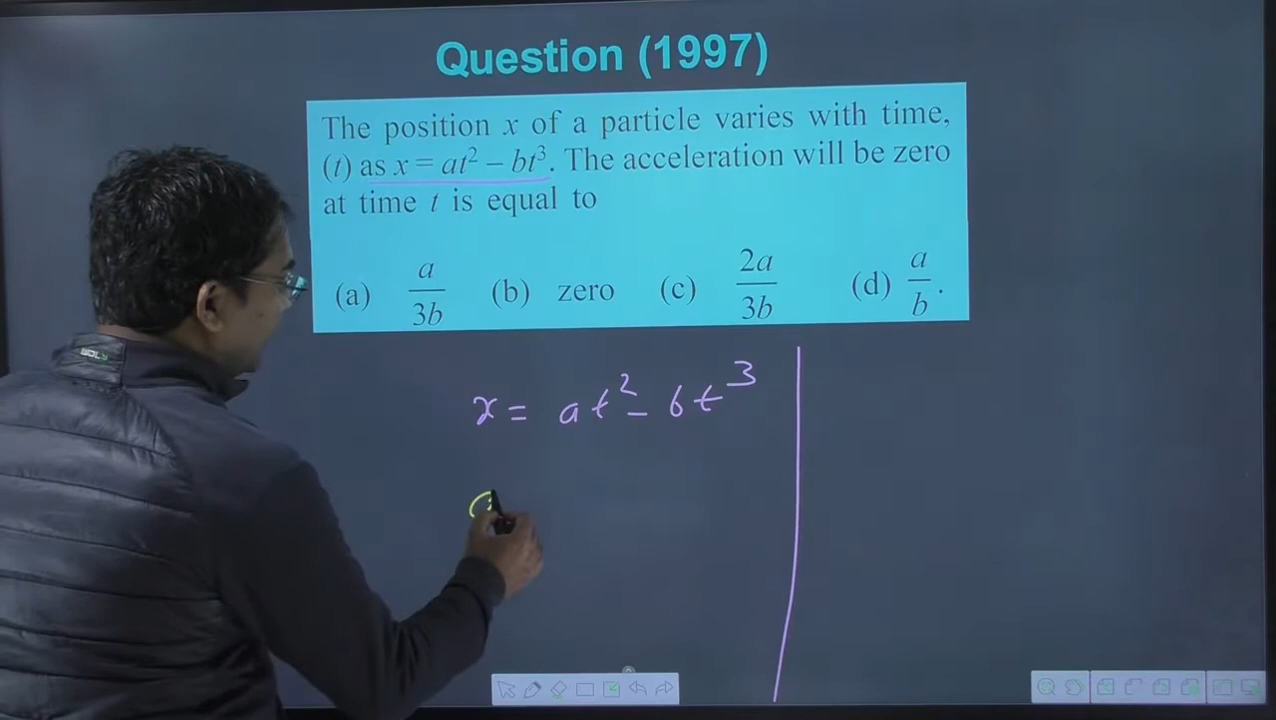 Question (1997)
The position x of a particle varies with time,
(t) as x = at² – bt³. The acceleration will be zero
at time t is equal to
(a) a/3b (b) zero (c) 2a/3b (d) a/b.
x = at² - bt³